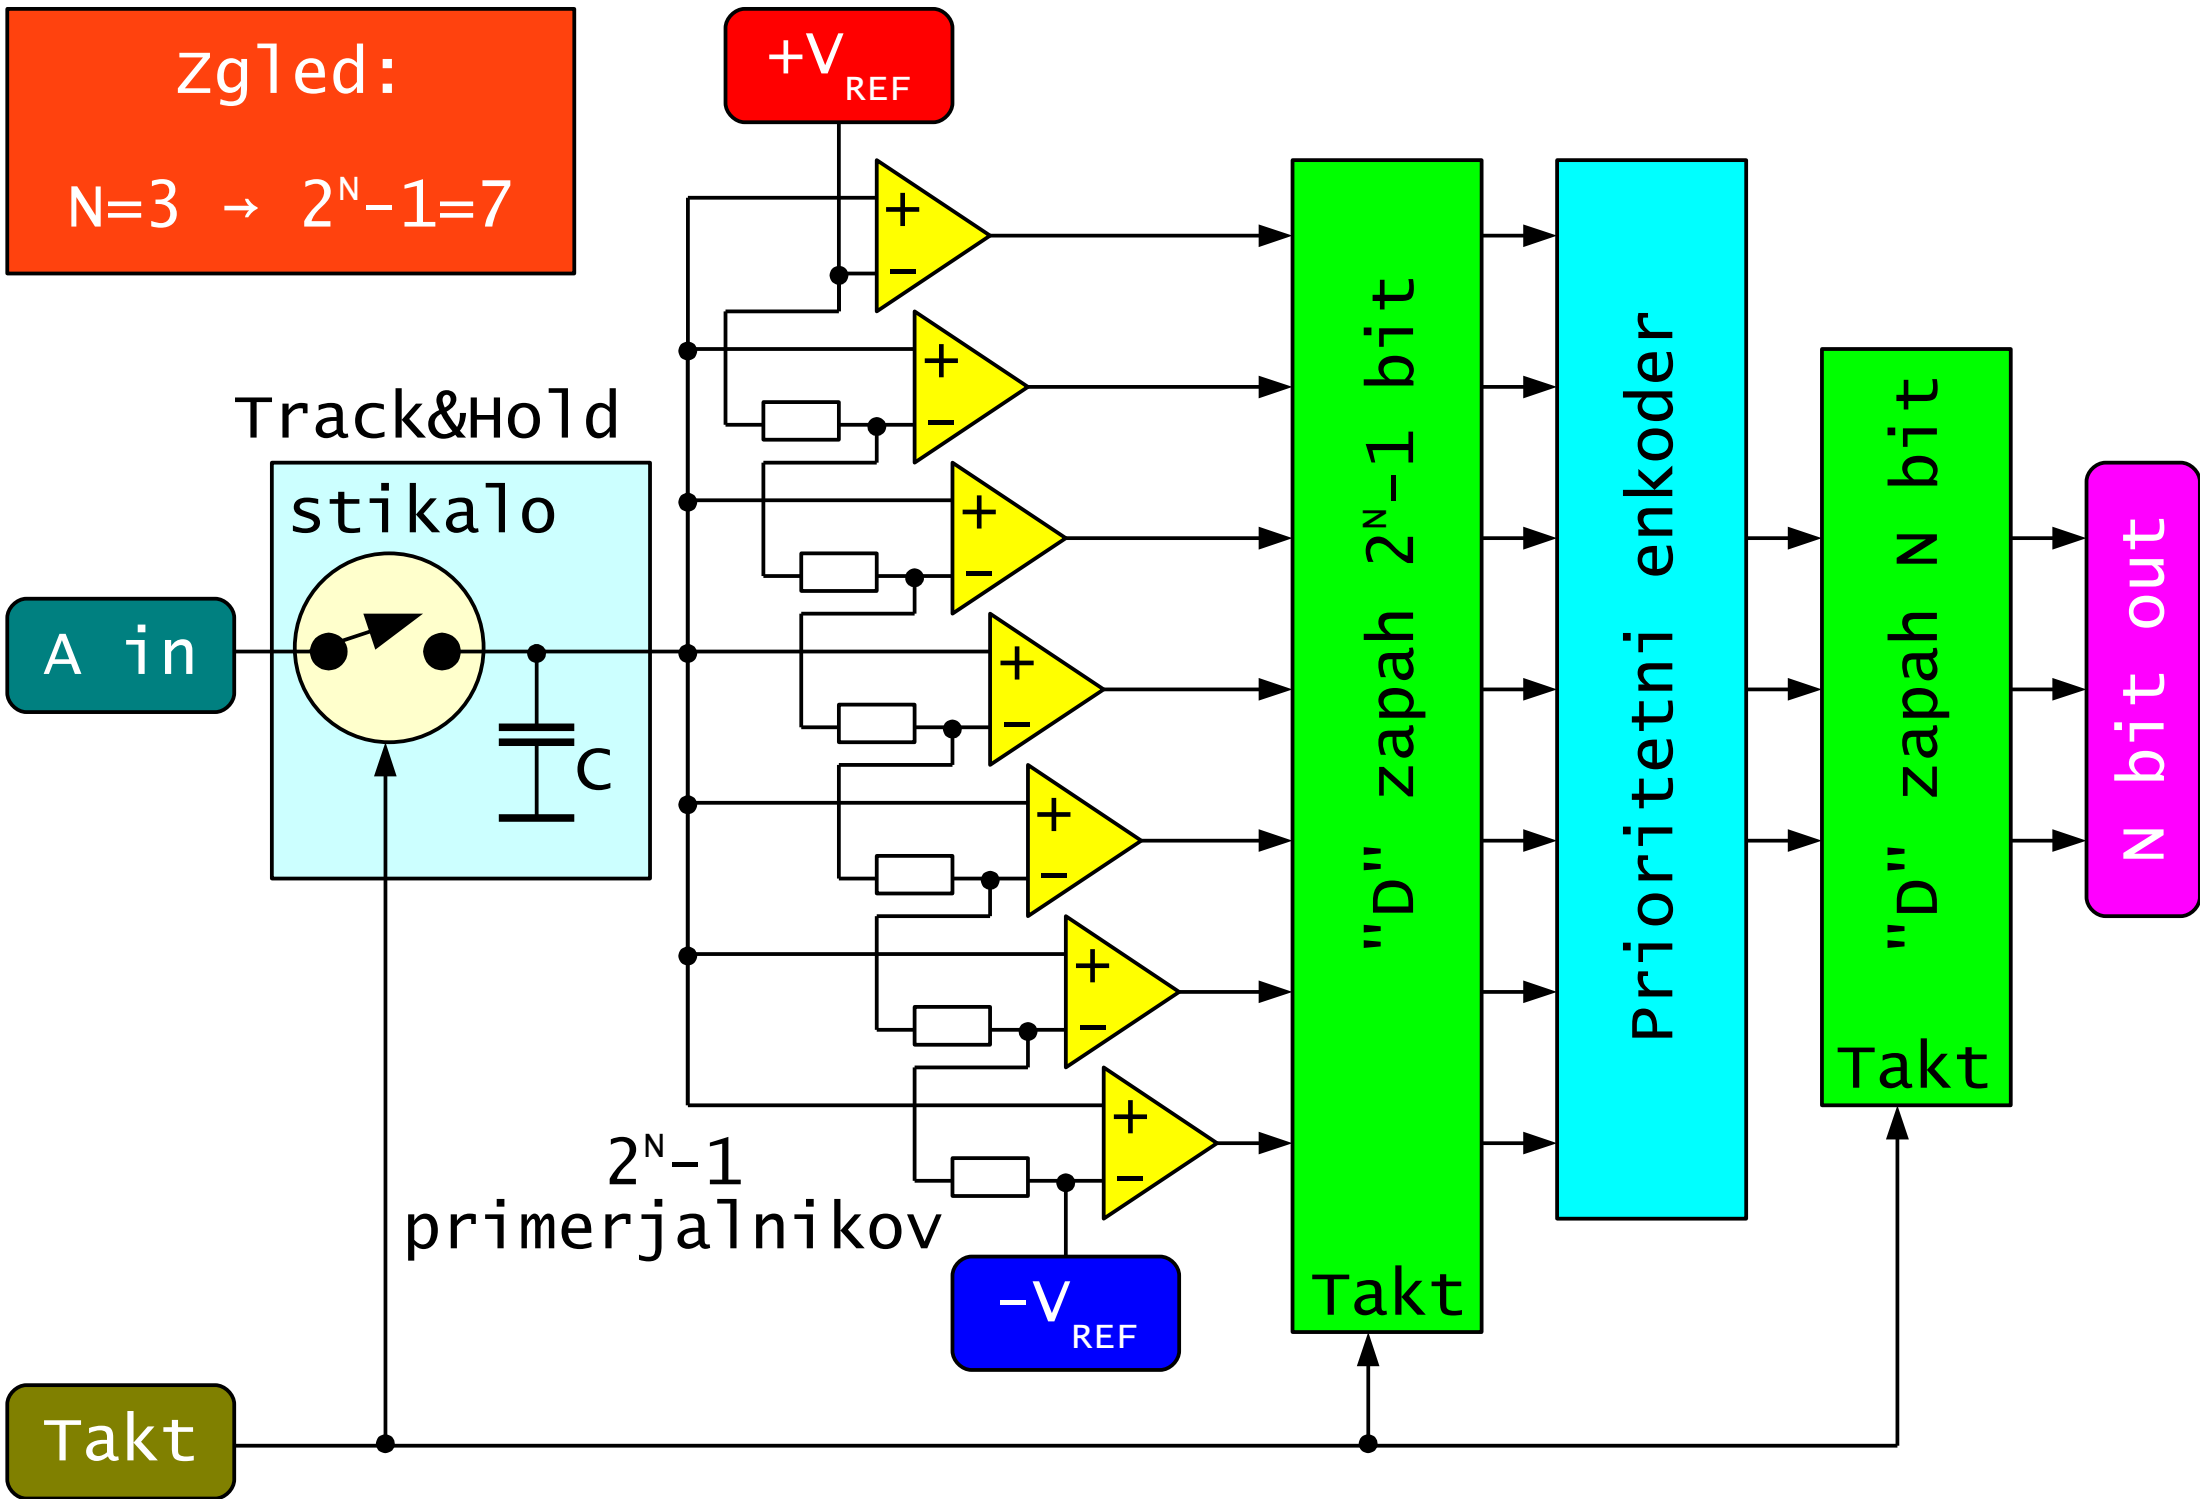 Zgled:
N=3 → 2ᴺ-1=7
+V_REF
Track&Hold
stikalo
A in
C
+
-
+
-
+
-
+
-
+
-
+
-
+
-
2ᴺ-1
primerjalnikov
-V_REF
Takt
"D" zapah 2ᴺ-1 bit
Takt
Prioritetni enkoder
"D" zapah N bit
Takt
N bit out